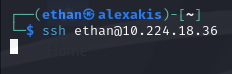 ┌──(ethan㉿alexakis)-[~]
└─$ ssh ethan@10.224.18.36